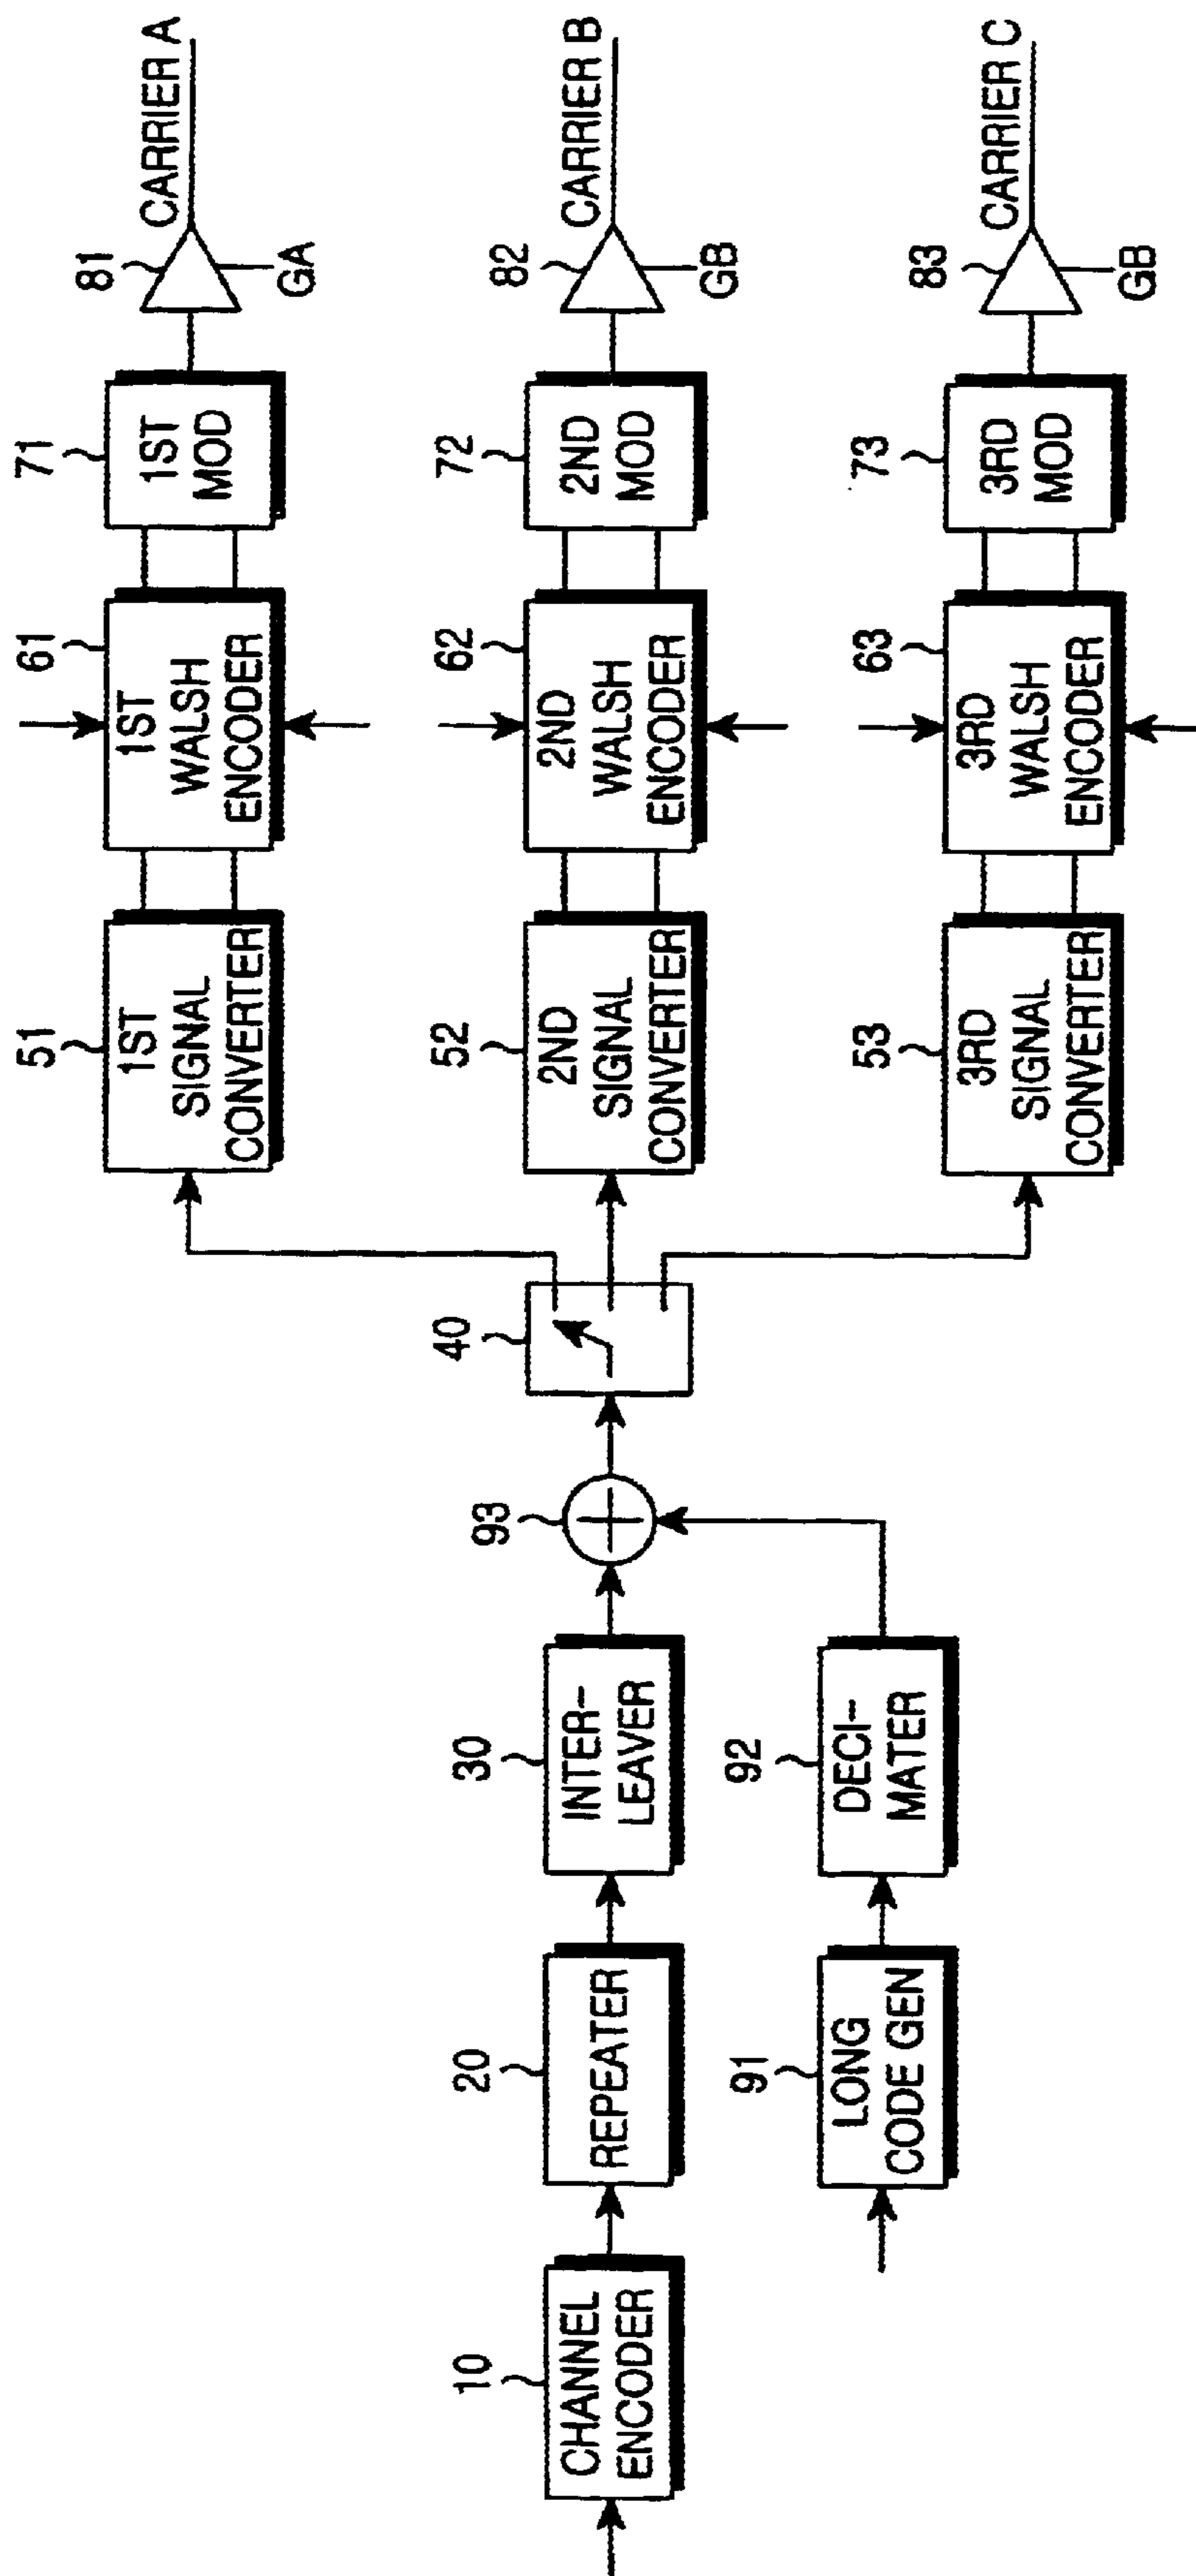 10
CHANNEL
ENCODER
20
REPEATER
30
INTER-
LEAVER
91
LONG
CODE GEN
92
DECI-
MATER
93
40
51
1ST
SIGNAL
CONVERTER
61
1ST
WALSH
ENCODER
71
1ST
MOD
81
GA
CARRIER A
52
2ND
SIGNAL
CONVERTER
62
2ND
WALSH
ENCODER
72
2ND
MOD
82
GB
CARRIER B
53
3RD
SIGNAL
CONVERTER
63
3RD
WALSH
ENCODER
73
3RD
MOD
83
GB
CARRIER C